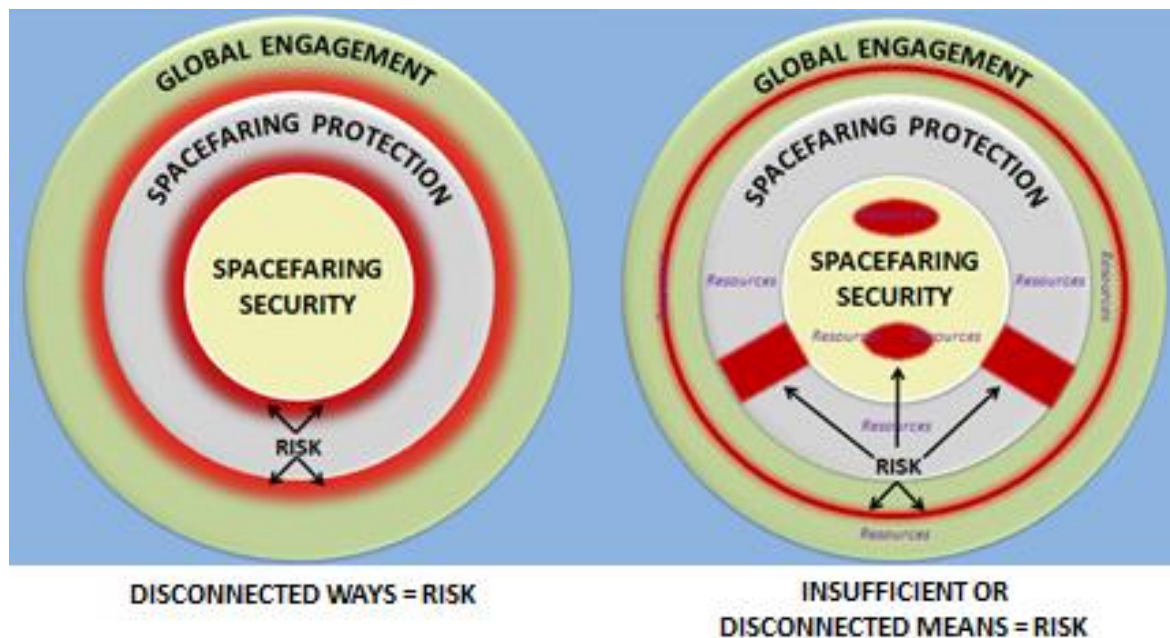 GLOBAL ENGAGEMENT
SPACEFARING PROTECTION
SPACEFARING
SECURITY
RISK
DISCONNECTED WAYS = RISK
GLOBAL ENGAGEMENT
SPACEFARING PROTECTION
SPACEFARING
SECURITY
Resources
Resources
Resources
Resources
Resources
Resources
RISK
Resources
INSUFFICIENT OR
DISCONNECTED MEANS = RISK